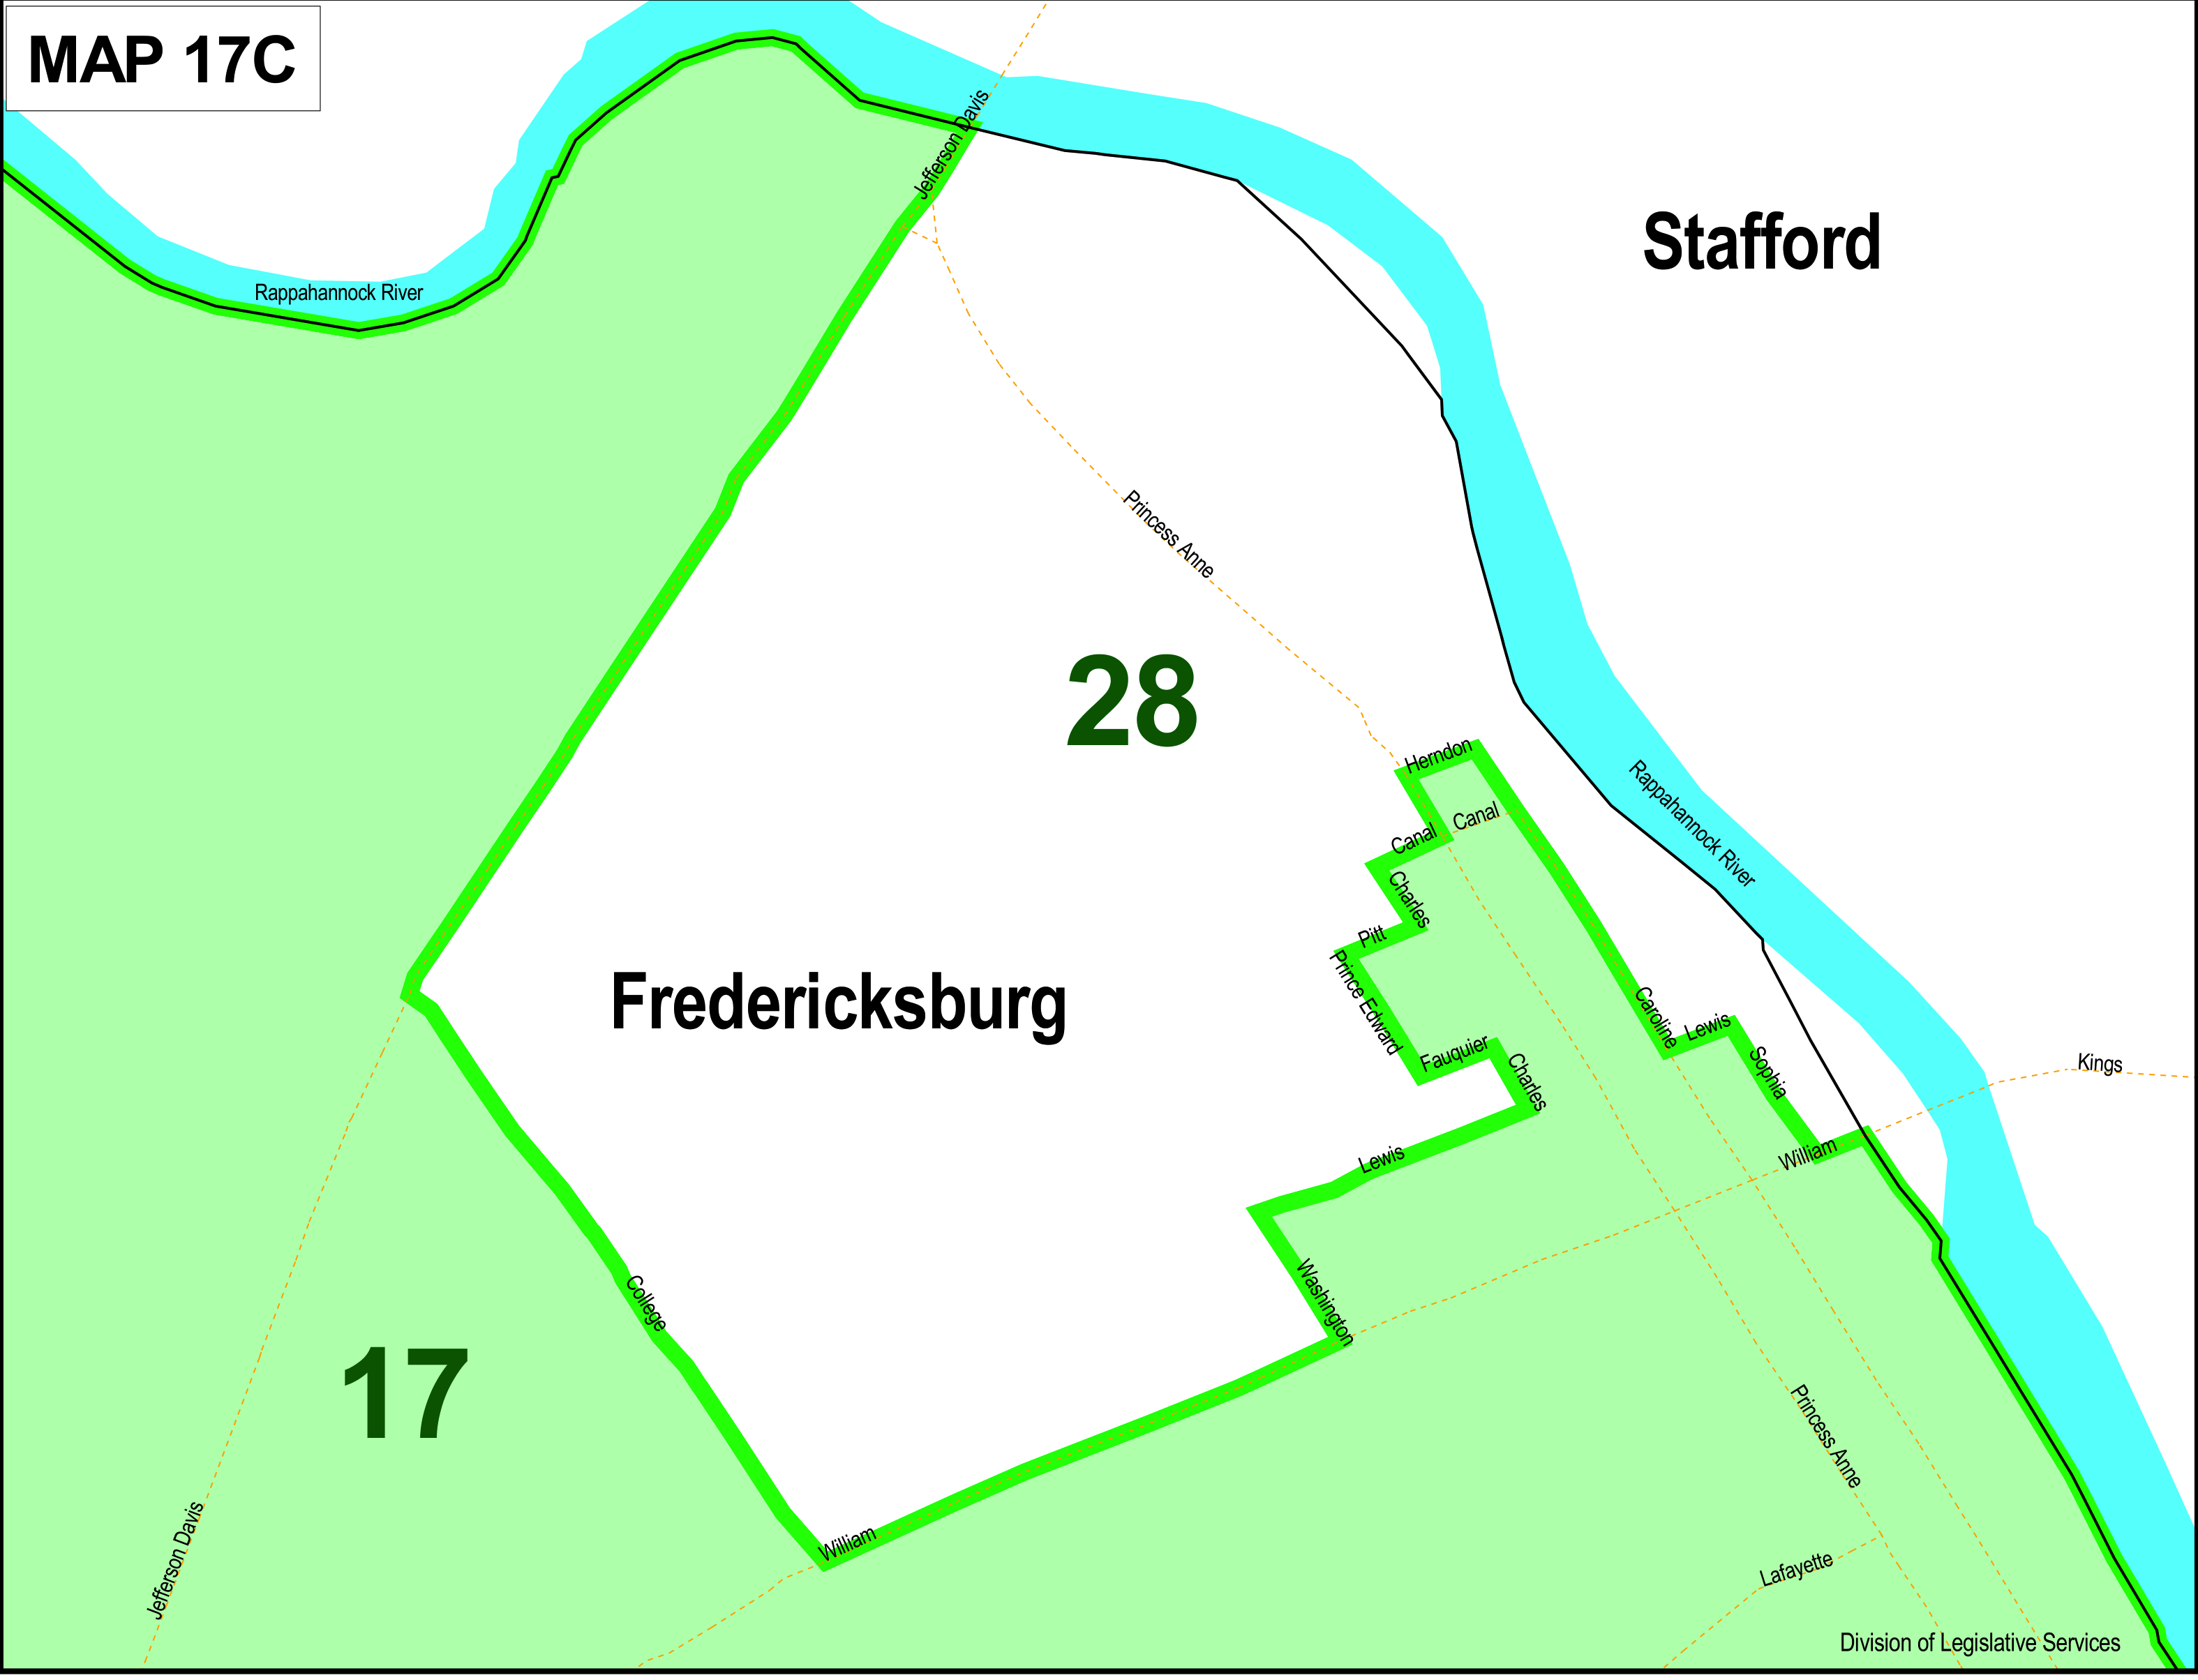 MAP 17C
Jefferson Davis
Stafford
Rappahannock River
Princess Anne
28
Herndon
Rappahannock River
Canal
Canal
Charles
Pitt
Prince Edward
Fredericksburg
Caroline
Lewis
Fauquier
Sophia
Kings
Charles
Lewis
William
Washington
College
17
Princess Anne
Jefferson Davis
William
Lafayette
Division of Legislative Services